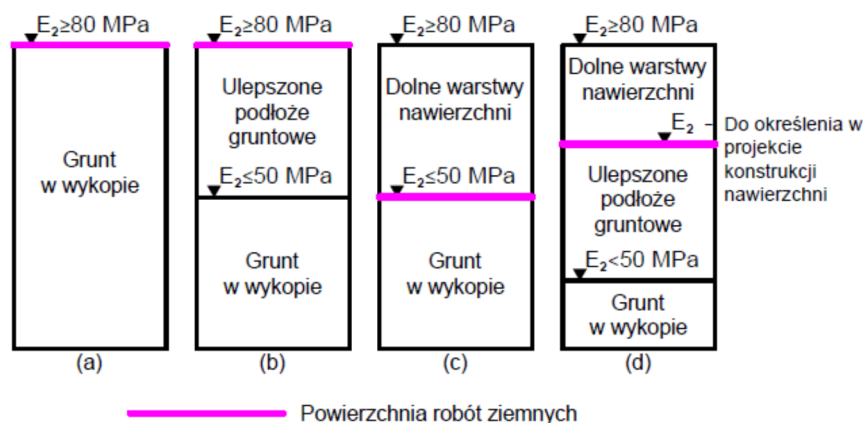 E₂≥80 MPa
Grunt
w wykopie
(a)
E₂≥80 MPa
Ulepszone
podłoże
gruntowe
E₂≤50 MPa
Grunt
w wykopie
(b)
E₂≥80 MPa
Dolne warstwy
nawierzchni
E₂≤50 MPa
Grunt
w wykopie
(c)
E₂≥80 MPa
Dolne warstwy
nawierzchni
E₂ - Do określenia w
projekcie
konstrukcji
nawierzchni
Ulepszone
podłoże
gruntowe
E₂<50 MPa
Grunt
w wykopie
(d)
Powierzchnia robót ziemnych